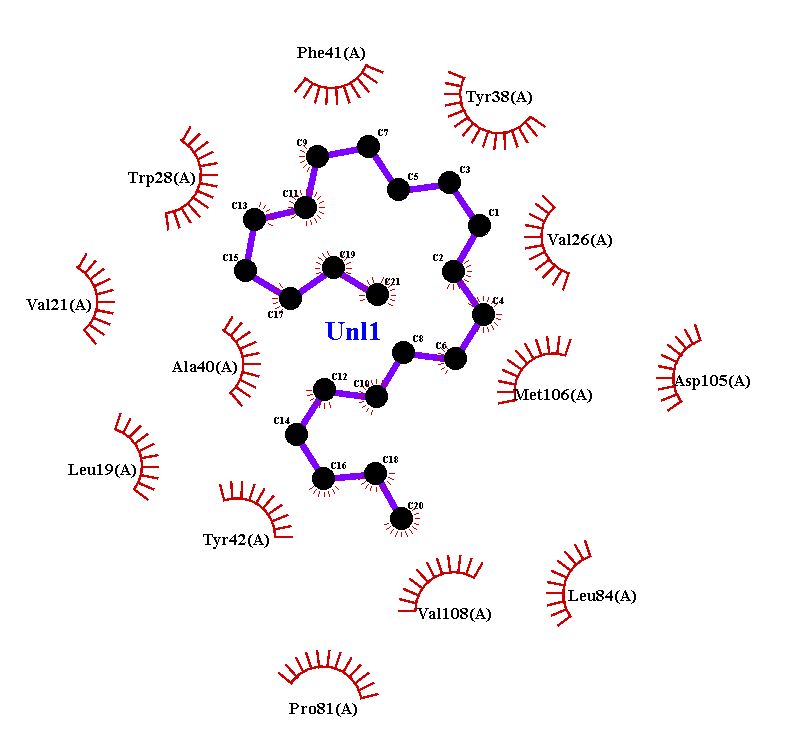 Phe41(A)
Tyr38(A)
C7
C9
C3
C5
Trp28(A)
C11
C13
C1
Val26(A)
C2
C19
C15
C21
Val21(A)
C17
C4
Unl1
C8
C6
Ala40(A)
Asp105(A)
C12
C10
Met106(A)
C14
C18
Leu19(A)
C16
C20
Tyr42(A)
Leu84(A)
Val108(A)
Pro81(A)